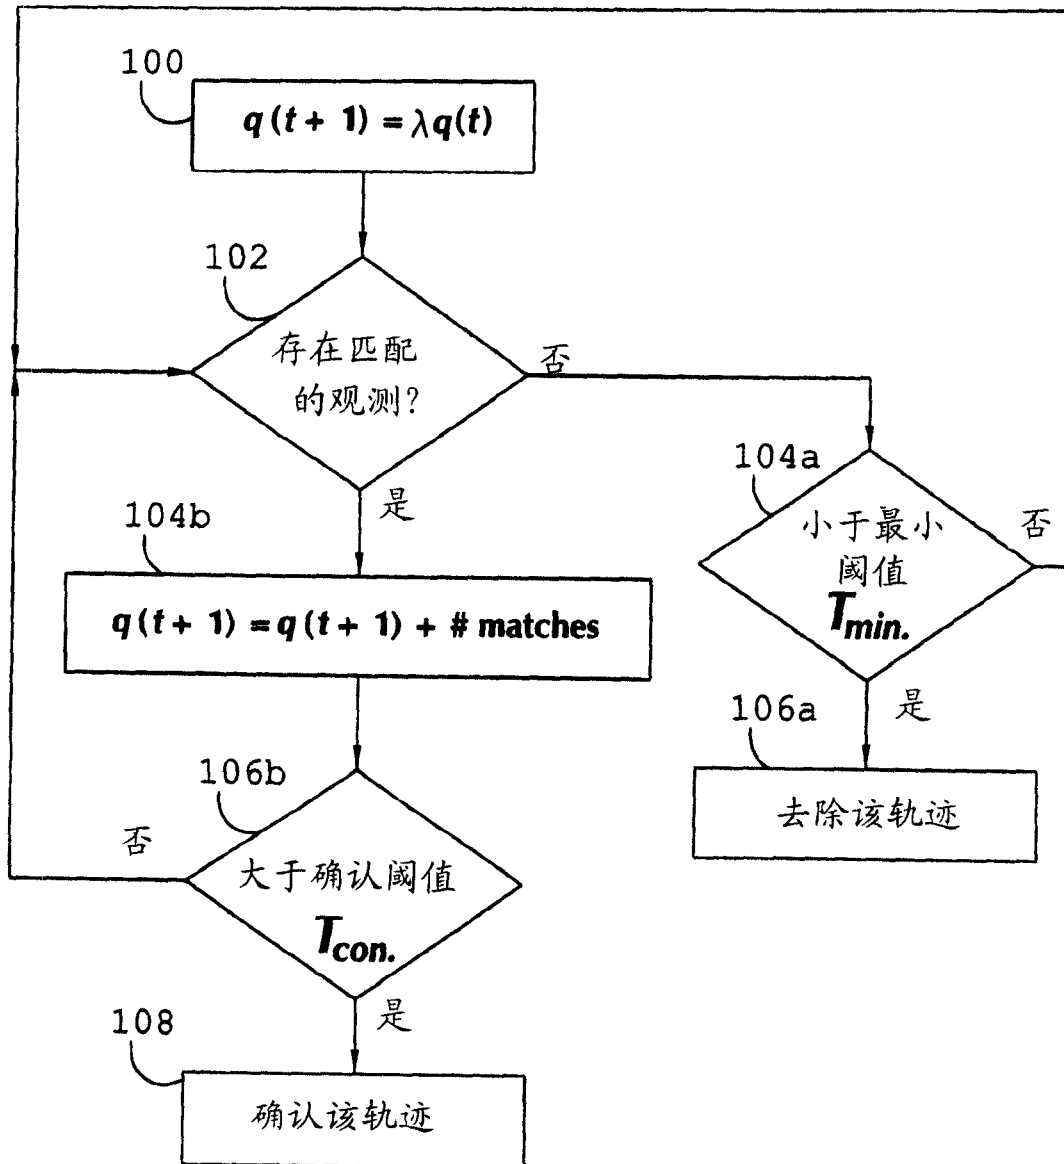 100
q(t + 1) = λq(t)
102
存在匹配
的观测?
否
是
104a
小于最小
阈值
Tmin.
否
104b
q(t + 1) = q(t + 1) + # matches
是
106a
去除该轨迹
106b
否
大于确认阈值
Tcon.
是
108
确认该轨迹